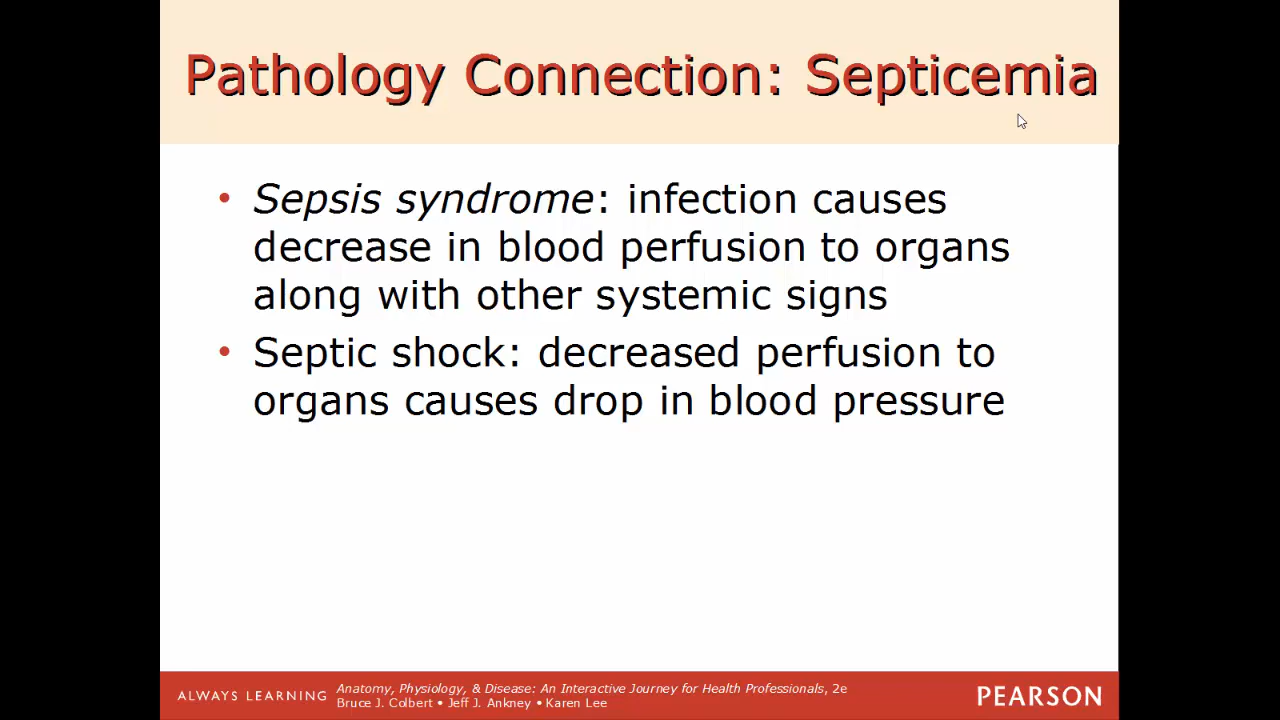 Pathology Connection: Septicemia
• Sepsis syndrome: infection causes
decrease in blood perfusion to organs
along with other systemic signs
• Septic shock: decreased perfusion to
organs causes drop in blood pressure
ALWAYS LEARNING
Anatomy, Physiology, & Disease: An Interactive Journey for Health Professionals, 2e
Bruce J. Colbert • Jeff J. Ankney • Karen Lee
PEARSON